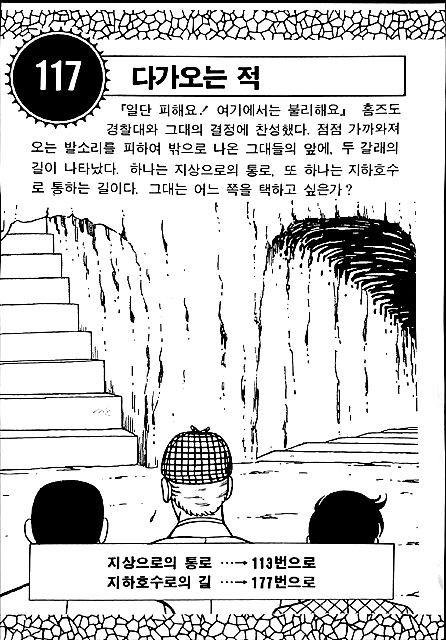 117
다가오는 적
『일단 피해요! 여기에서는 불리해요』 홈즈도
경찰대와 그대의 결정에 찬성했다. 점점 가까와져
오는 발소리를 피하여 밖으로 나온 그대들의 앞에, 두 갈래의
길이 나타났다. 하나는 지상으로의 통로, 또 하나는 지하호수
로 통하는 길이다. 그대는 어느 쪽을 택하고 싶은가?
지상으로의 통로 …→ 113번으로
지하호수로의 길 …→ 177번으로